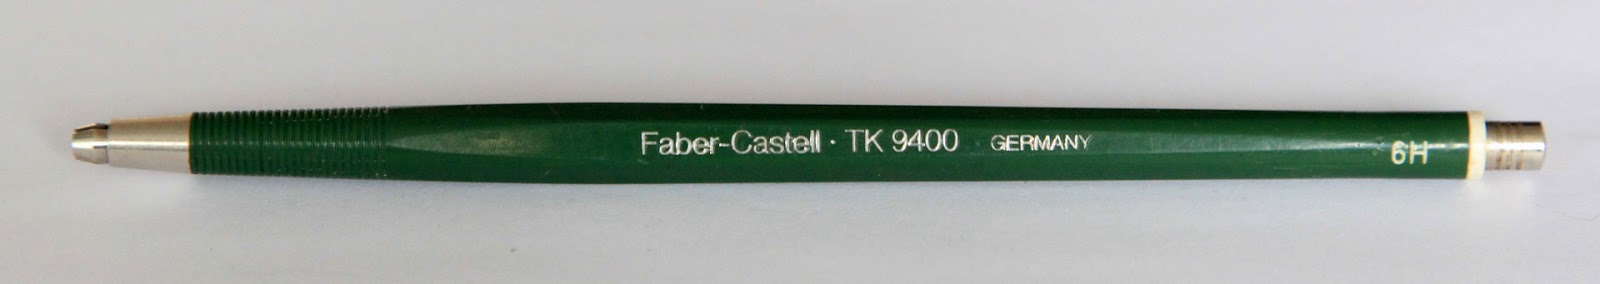 Faber-Castell · TK 9400 GERMANY 6H